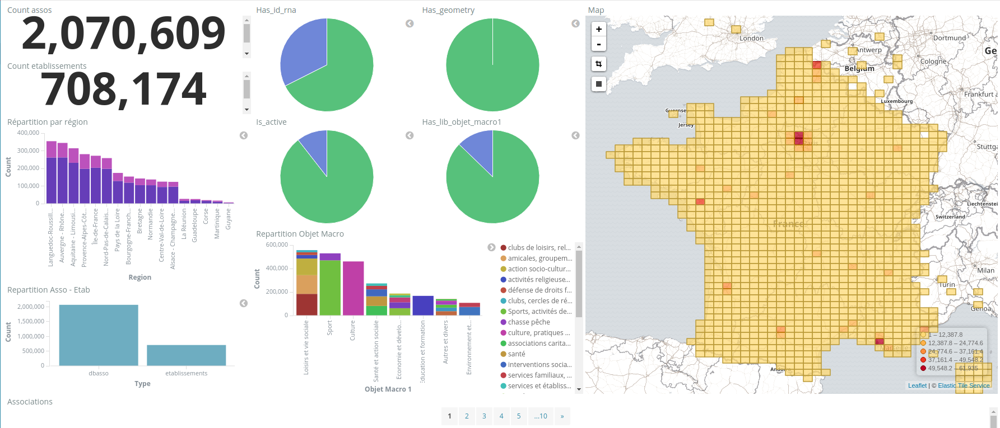 Count assos
2,070,609
Count etablissements
708,174
Répartition par région
400,000
300,000
200,000
100,000
0
Count
Languedoc-Roussill...
Auvergne - Rhône...
Aquitaine - Limousi...
Provence-Alpes-Côt...
Île-de-France
Nord-Pas-de-Calais...
Pays de la Loire
Bourgogne-Franch...
Bretagne
Normandie
Centre-Val-de-Loire
Alsace - Champagne...
La Réunion
Guadeloupe
Corse
Martinique
Guyane
Region
Repartition Asso - Etab
2,000,000
1,500,000
1,000,000
500,000
0
Count
dbasso
etablissements
Type
Associations
Has_id_rna
Has_geometry
Is_active
Has_lib_objet_macro1
Repartition Objet Macro
600,000
400,000
200,000
0
Count
Loisirs et vie sociale
Sport
Culture
Santé et action sociale
Economie et dévelo...
Education et formation
Autres et divers
Environnement et...
Objet Macro 1
clubs de loisirs, rel...
amicales, groupem...
action socio-cultur...
activités religieuse...
défense de droits f...
clubs, cercles de ré...
Sports, activités de...
chasse pêche
culture, pratiques ...
associations carita...
santé
interventions socia...
services familiaux, ...
services et établiss...
Map
+
-
London
Dortmund
Antwerp
Ge
Cologne
Belgium
Frankfurt a
Luxembourg
Guernse
Jersey
Paris
Stuttga
Liechtenstei
Switzerland
France
Milan
Turin
Genoa
Marseille
Andor
1 – 12,387.8
12,387.8 – 24,774.6
24,774.6 – 37,161.4
37,161.4 – 49,548.2
49,548.2 – 61,935
Leaflet | © Elastic Tile Service
1 2 3 4 5 ...10 »